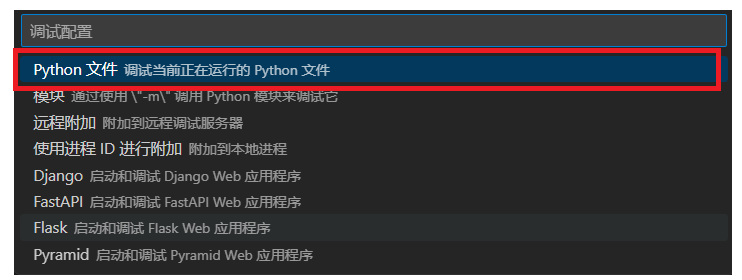 调试配置
Python 文件 调试当前正在运行的 Python 文件
模块 通过使用 \"-m\" 调用 Python 模块来调试它
远程附加 附加到远程调试服务器
使用进程 ID 进行附加 附加到本地进程
Django 启动和调试 Django Web 应用程序
FastAPI 启动和调试 FastAPI Web 应用程序
Flask 启动和调试 Flask Web 应用程序
Pyramid 启动和调试 Pyramid Web 应用程序